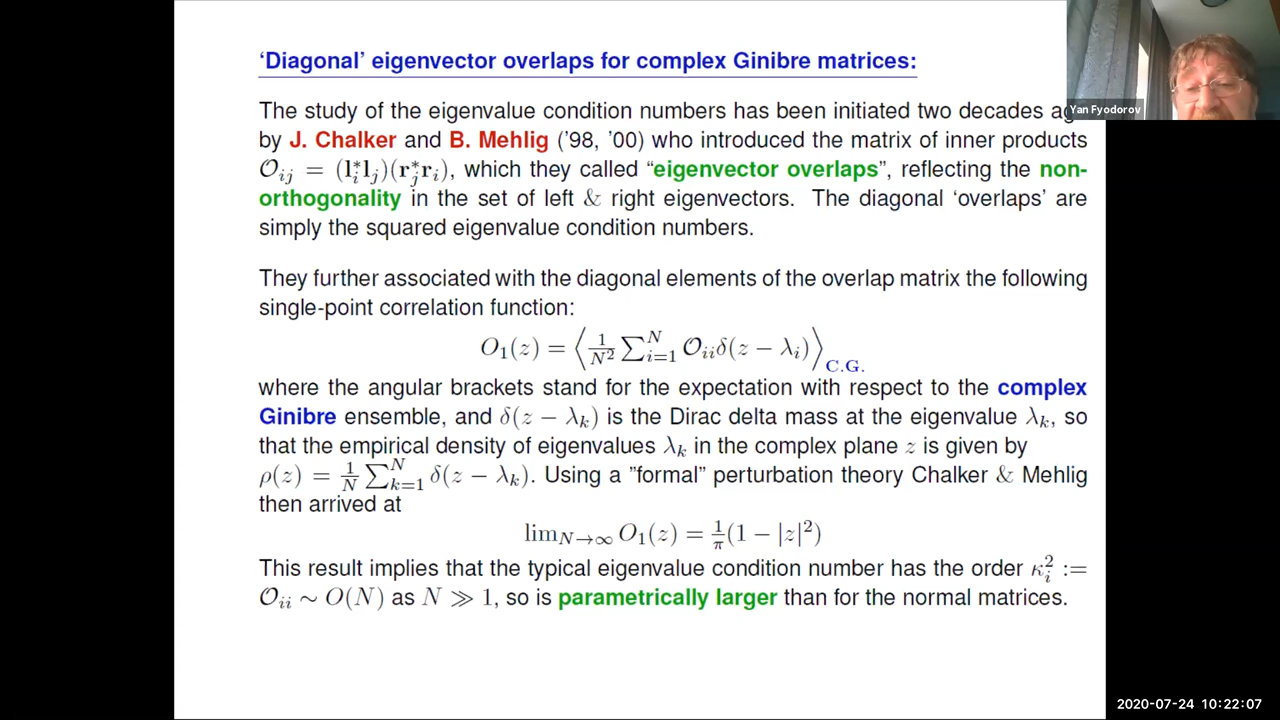 ‘Diagonal’ eigenvector overlaps for complex Ginibre matrices:
The study of the eigenvalue condition numbers has been initiated two decades
by J. Chalker and B. Mehlig ('98, '00) who introduced the matrix of inner products
𝒪ᵢⱼ = (lᵢ*lⱼ)(rⱼ*rᵢ), which they called “eigenvector overlaps”, reflecting the non-
orthogonality in the set of left & right eigenvectors. The diagonal ‘overlaps’ are
simply the squared eigenvalue condition numbers.
They further associated with the diagonal elements of the overlap matrix the following
single-point correlation function:
O₁(z) = ⟨ 1/N² ∑ᵢ₌₁ᴺ 𝒪ᵢᵢ δ(z − λᵢ) ⟩ C.G.
where the angular brackets stand for the expectation with respect to the complex
Ginibre ensemble, and δ(z − λₖ) is the Dirac delta mass at the eigenvalue λₖ, so
that the empirical density of eigenvalues λₖ in the complex plane z is given by
ρ(z) = 1/N ∑ₖ₌₁ᴺ δ(z − λₖ). Using a ”formal” perturbation theory Chalker & Mehlig
then arrived at
lim N→∞ O₁(z) = 1/π (1 − |z|²)
This result implies that the typical eigenvalue condition number has the order κᵢ² :=
𝒪ᵢᵢ ∼ O(N) as N ≫ 1, so is parametrically larger than for the normal matrices.
Yan Fyodorov
2020-07-24 10:22:07